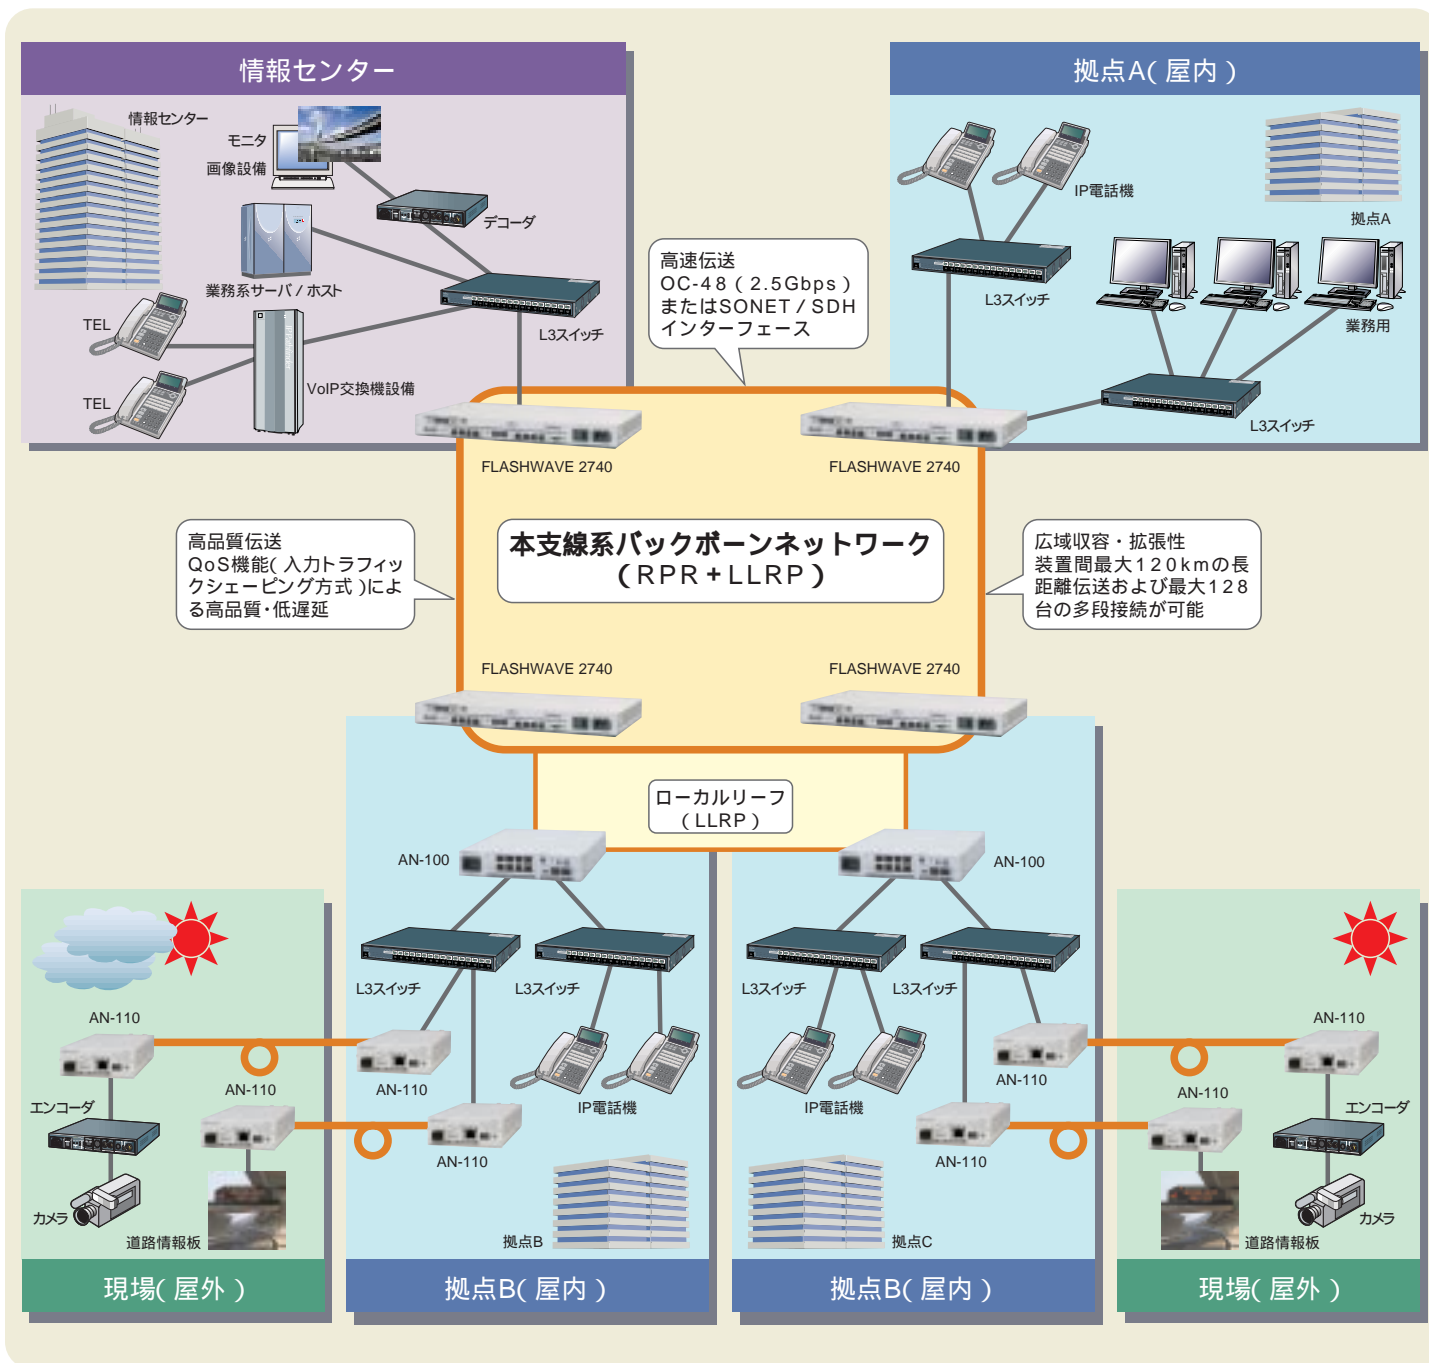 情報センター
拠点A(屋内)
情報センター
モニタ
画像設備
デコーダ
業務系サーバ/ホスト
TEL
TEL
VoIP交換機設備
L3スイッチ
IP電話機
拠点A
L3スイッチ
業務用
L3スイッチ
高速伝送
OC-48(2.5Gbps)
またはSONET/SDH
インターフェース
FLASHWAVE 2740
FLASHWAVE 2740
高品質伝送
QoS機能(入力トラフィッ
クシェーピング方式)によ
る高品質・低遅延
本支線系バックボーンネットワーク
(RPR+LLRP)
広域収容・拡張性
装置間最大120kmの長
距離伝送および最大128
台の多段接続が可能
FLASHWAVE 2740
FLASHWAVE 2740
ローカルリーフ
(LLRP)
AN-100
AN-100
L3スイッチ
L3スイッチ
L3スイッチ
L3スイッチ
AN-110
AN-110
AN-110
AN-110
AN-110
AN-110
AN-110
AN-110
エンコーダ
IP電話機
IP電話機
エンコーダ
カメラ
道路情報板
拠点B
拠点C
道路情報板
カメラ
現場(屋外)
拠点B(屋内)
拠点B(屋内)
現場(屋外)